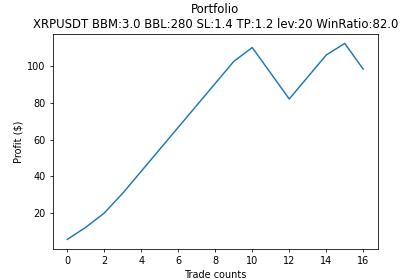 Portfolio
XRPUSDT BBM:3.0 BBL:280 SL:1.4 TP:1.2 lev:20 WinRatio:82.0
Profit ($)
100
80
60
40
20
0 2 4 6 8 10 12 14 16
Trade counts